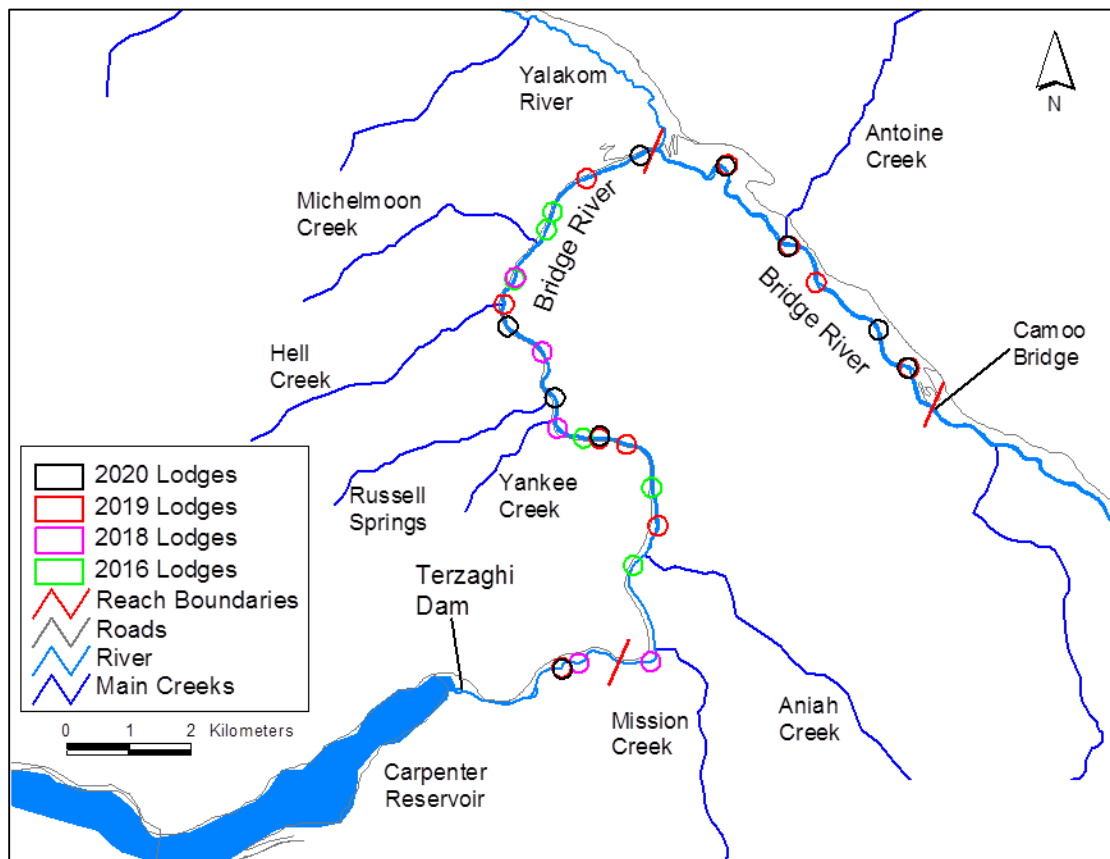 Yalakom
River
N
Antoine
Creek
Michelmoon
Creek
Bridge River
Bridge River
Camoo
Bridge
Hell
Creek
2020 Lodges
2019 Lodges
2018 Lodges
2016 Lodges
Reach Boundaries
Roads
River
Main Creeks
0 1 2 Kilometers
Russell
Springs
Yankee
Creek
Terzaghi
Dam
Mission
Creek
Aniah
Creek
Carpenter
Reservoir